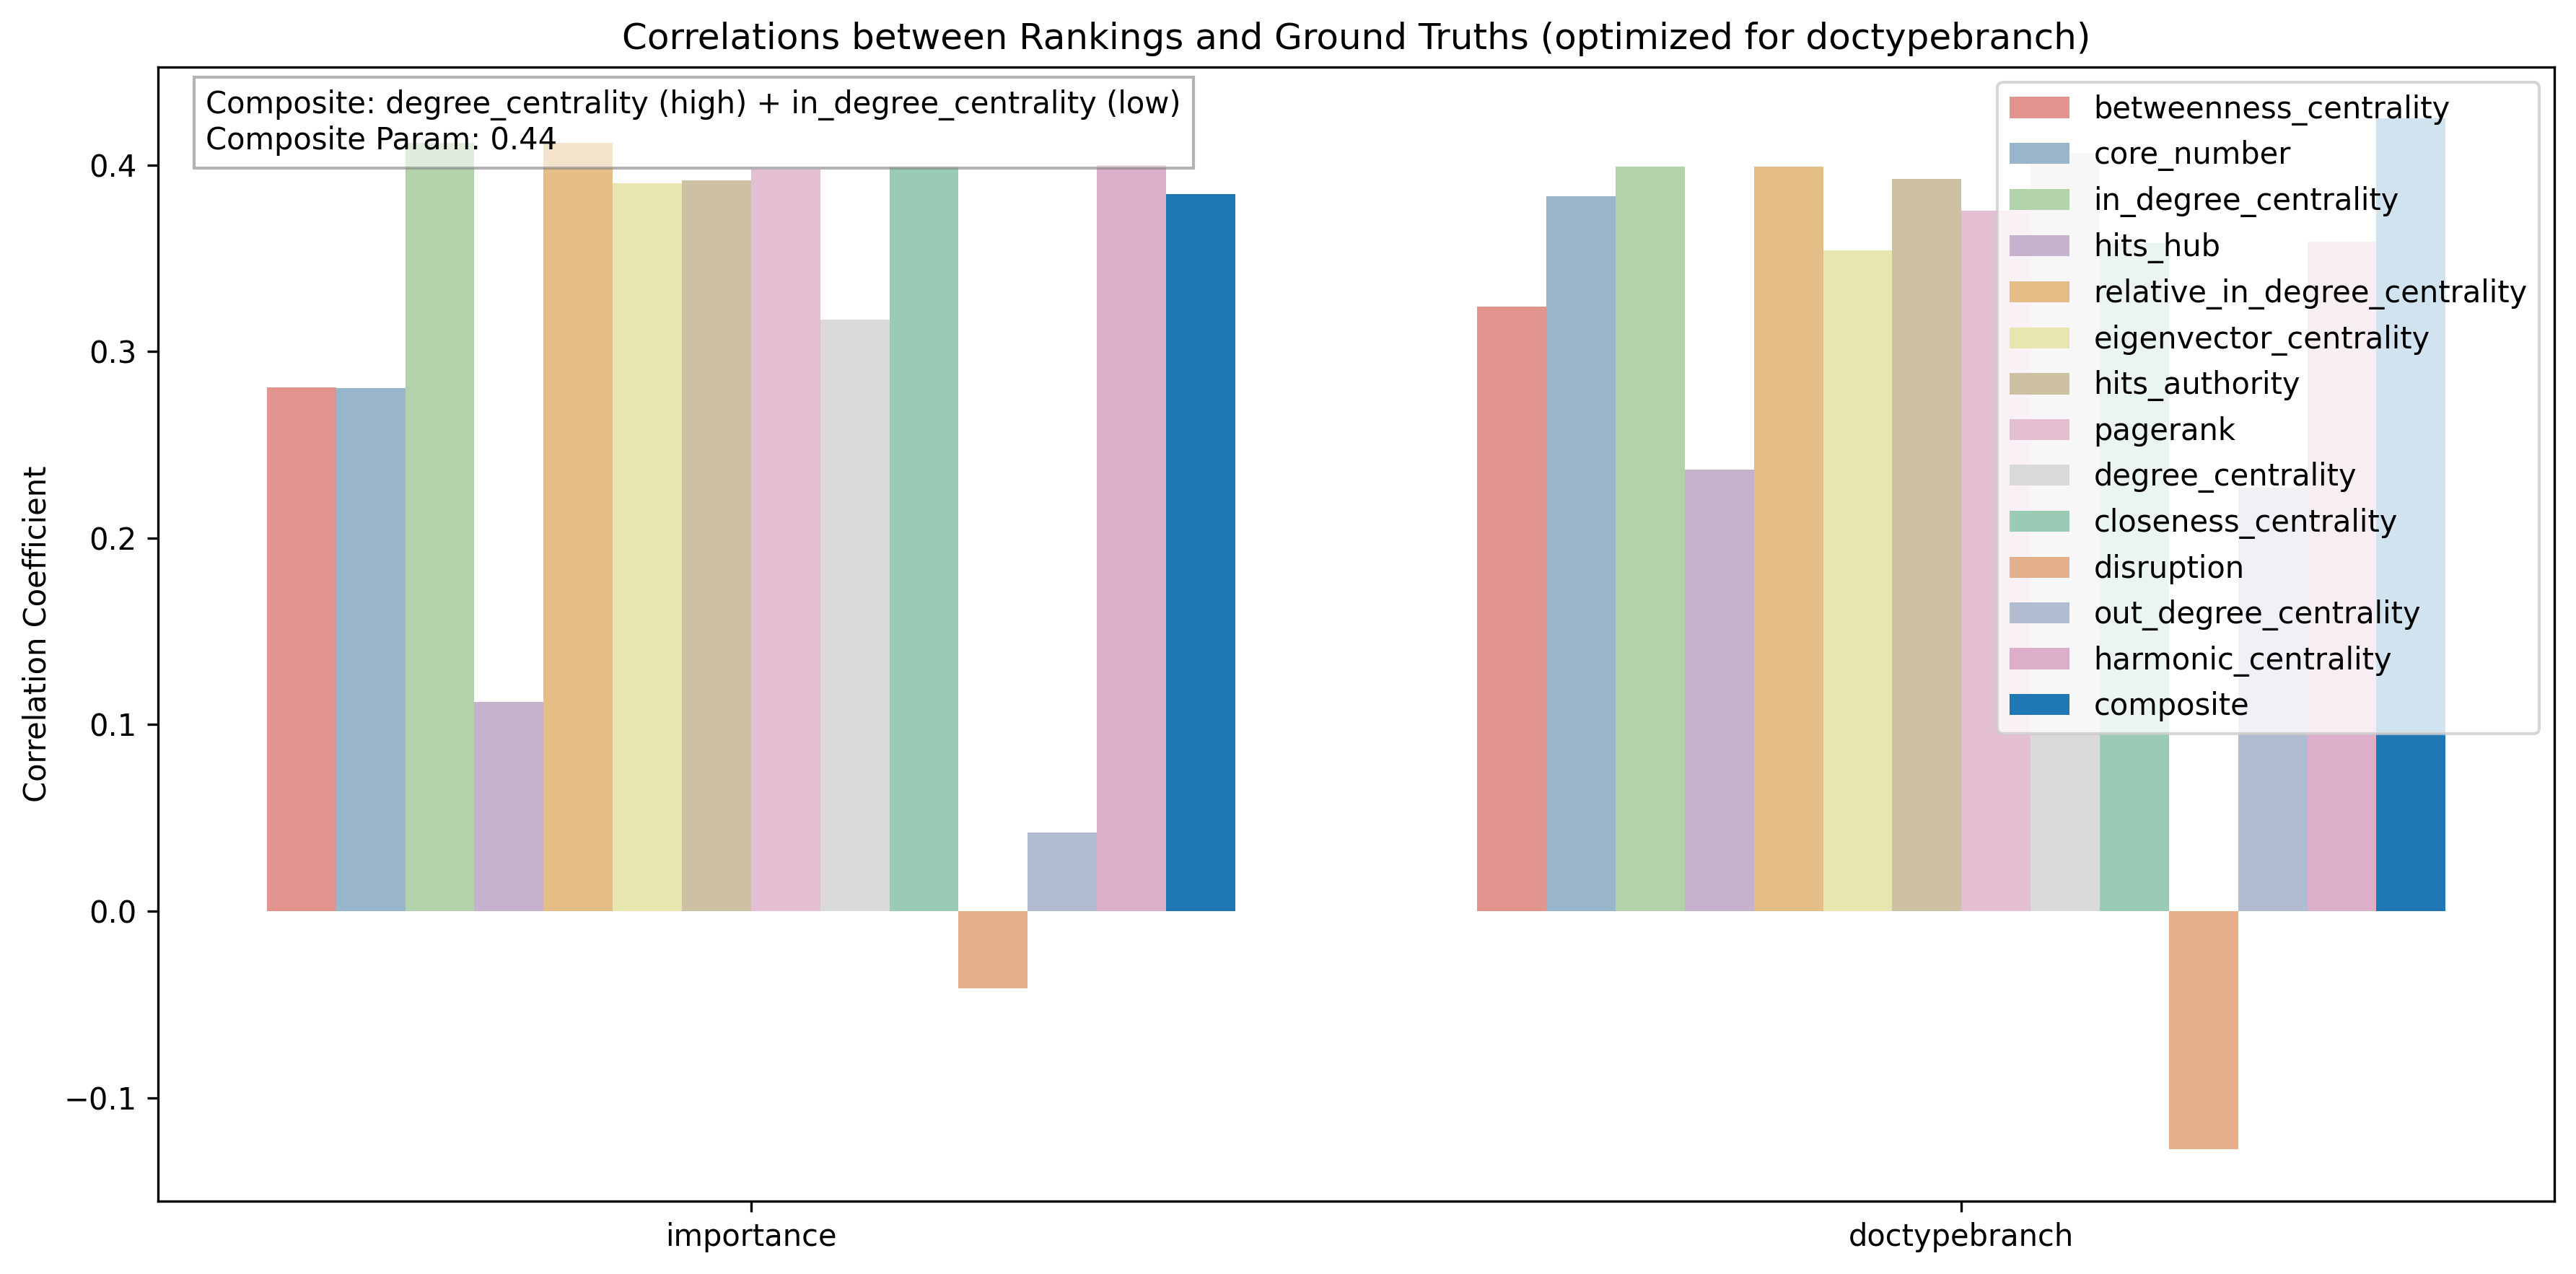 Correlations between Rankings and Ground Truths (optimized for doctypebranch)
Composite: degree_centrality (high) + in_degree_centrality (low)
Composite Param: 0.44
betweenness_centrality
core_number
in_degree_centrality
hits_hub
relative_in_degree_centrality
eigenvector_centrality
hits_authority
pagerank
degree_centrality
closeness_centrality
disruption
out_degree_centrality
harmonic_centrality
composite
Correlation Coefficient
0.4
0.3
0.2
0.1
0.0
−0.1
importance
doctypebranch